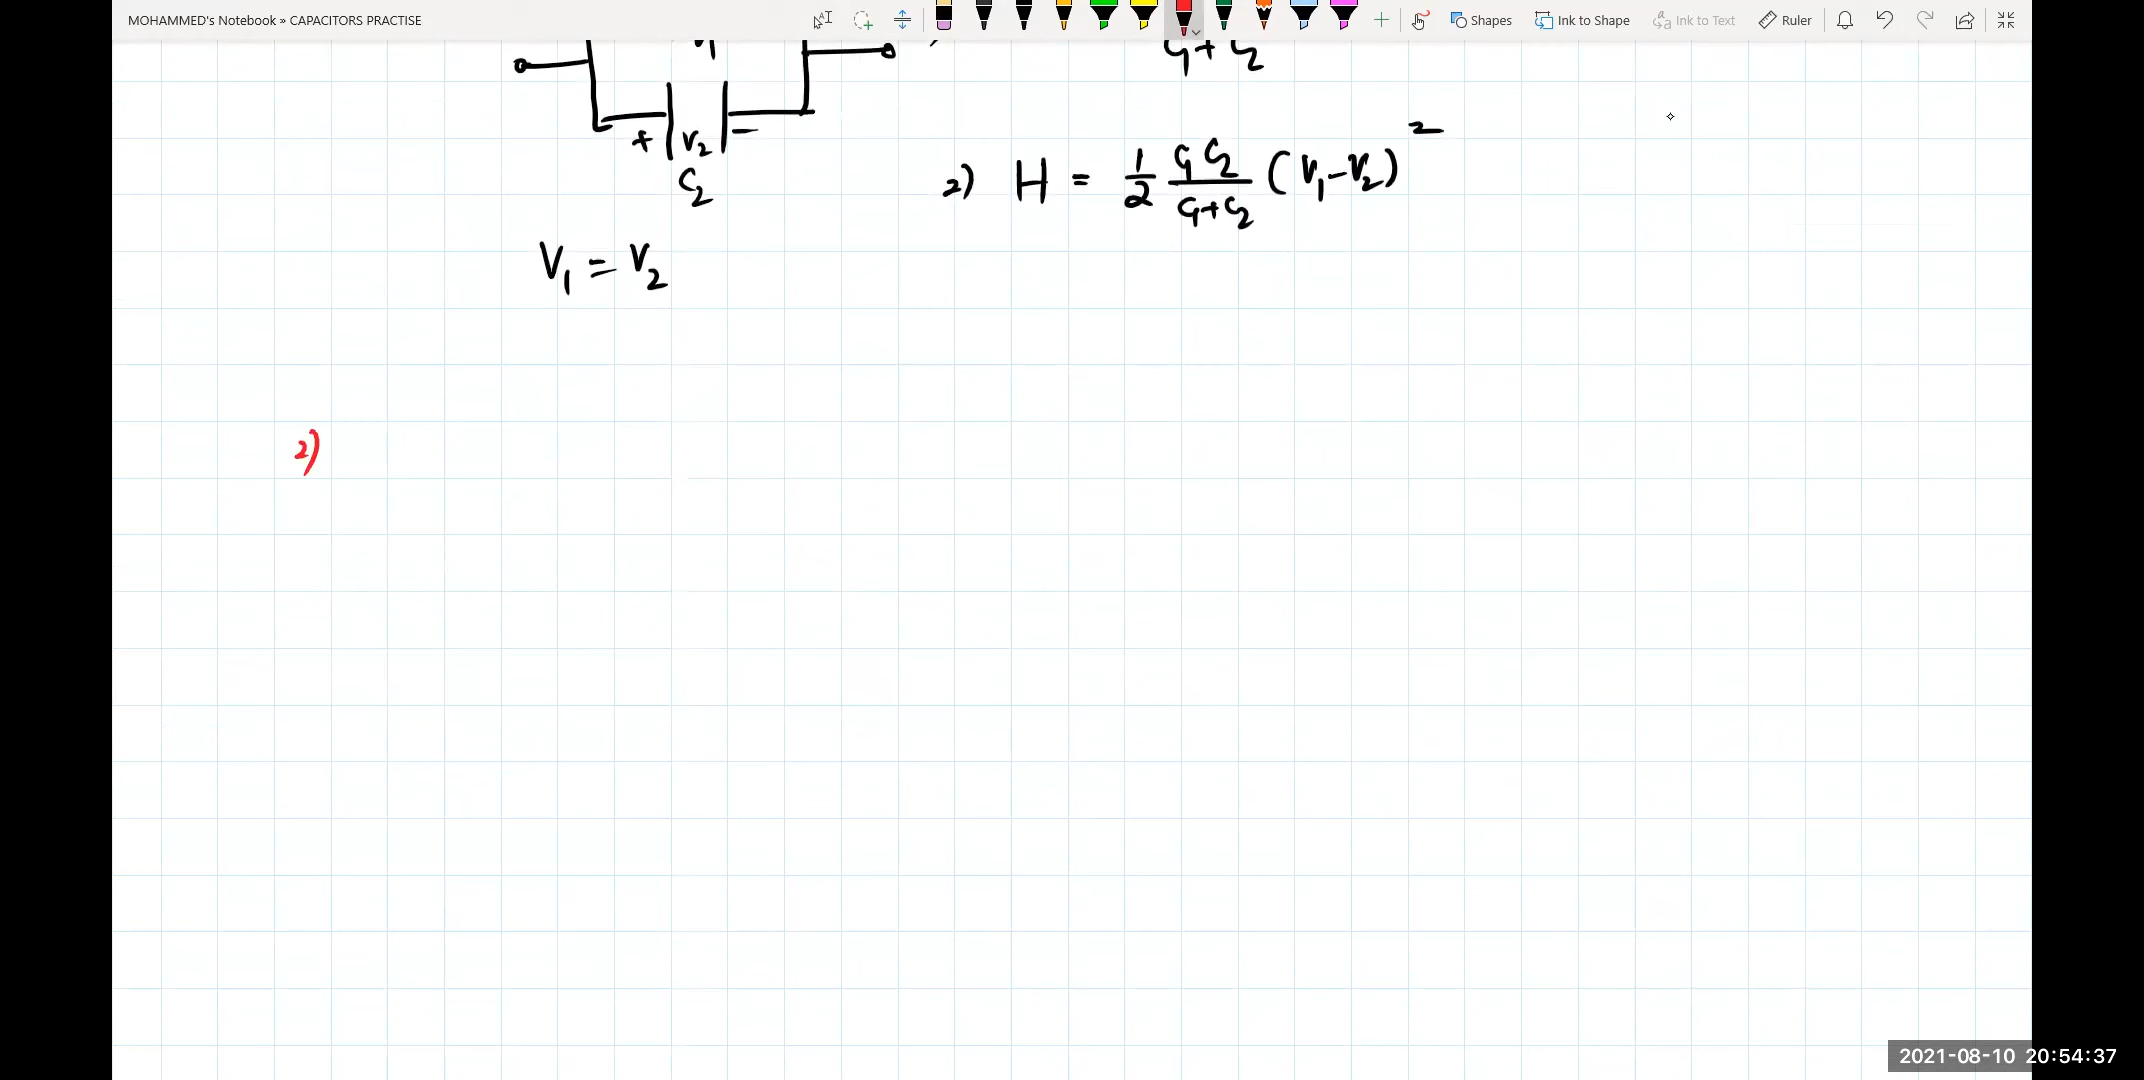 MOHAMMED's Notebook » CAPACITORS PRACTISE
Shapes
Ink to Shape
Ink to Text
Ruler
C₁ + C₂
+ V₂ −
C₂
2) H = 1/2 C₁C₂/(C₁+C₂) (V₁−V₂)²
V₁ = V₂
2)
2021-08-10 20:54:37